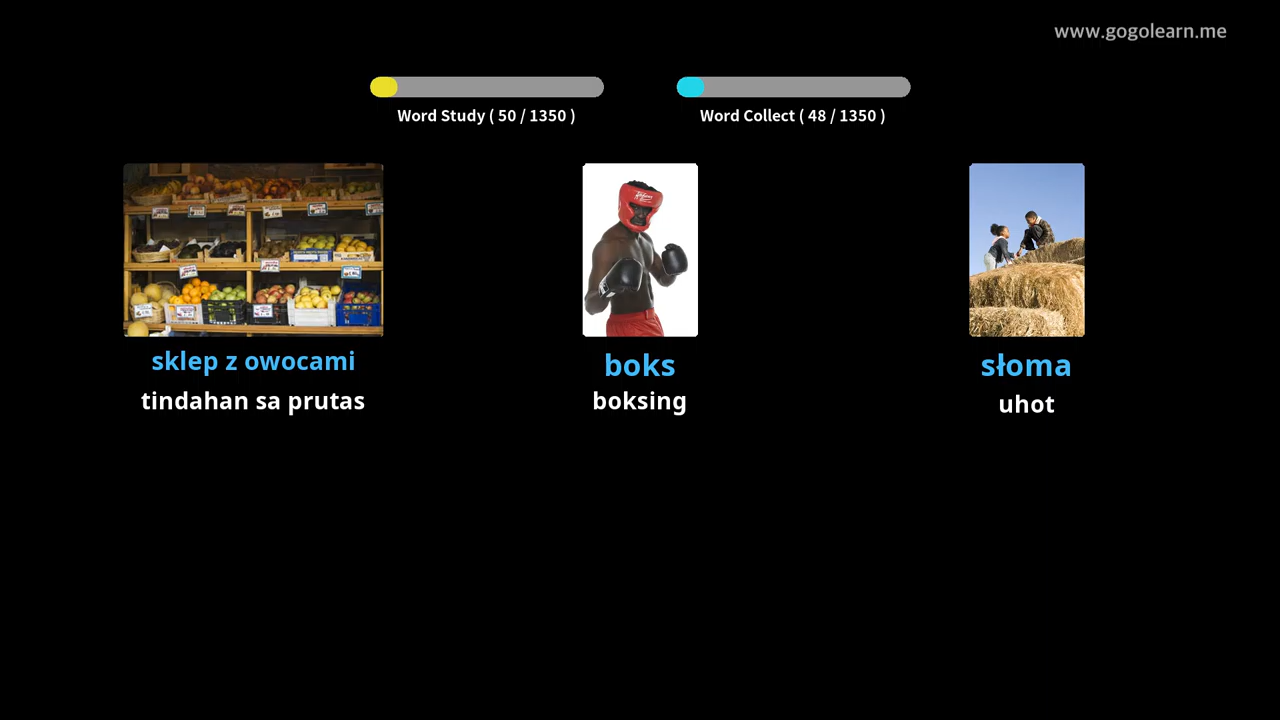 www.gogolearn.me
Word Study ( 50 / 1350 )
Word Collect ( 48 / 1350 )
sklep z owocami
tindahan sa prutas
boks
boksing
słoma
uhot